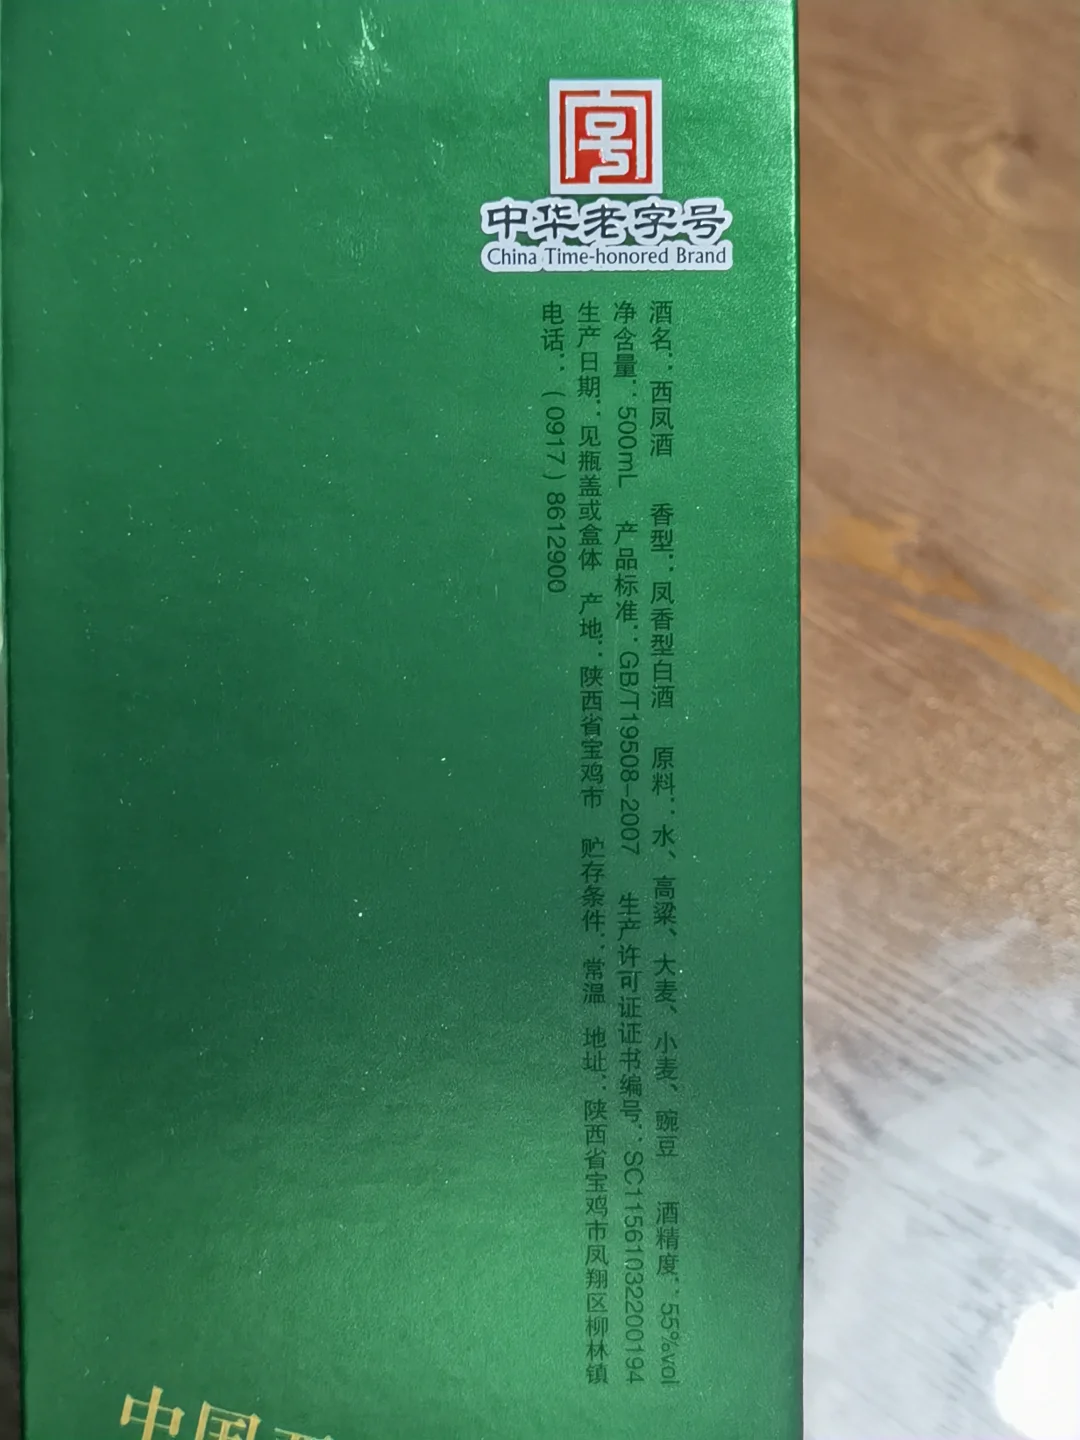 中华老字号
China Time-honored Brand
酒名：西凤酒 香型：凤香型白酒 原料：水、高粱、大麦、小麦、豌豆 酒精度：55%vol
净含量：500mL 产品标准：GB/T19508-2007 生产许可证证书编号：SC11561032200194
生产日期：见瓶盖或盒体 产地：陕西省宝鸡市 贮存条件：常温 地址：陕西省宝鸡市凤翔区柳林镇
电话：(0917)8612900
中国